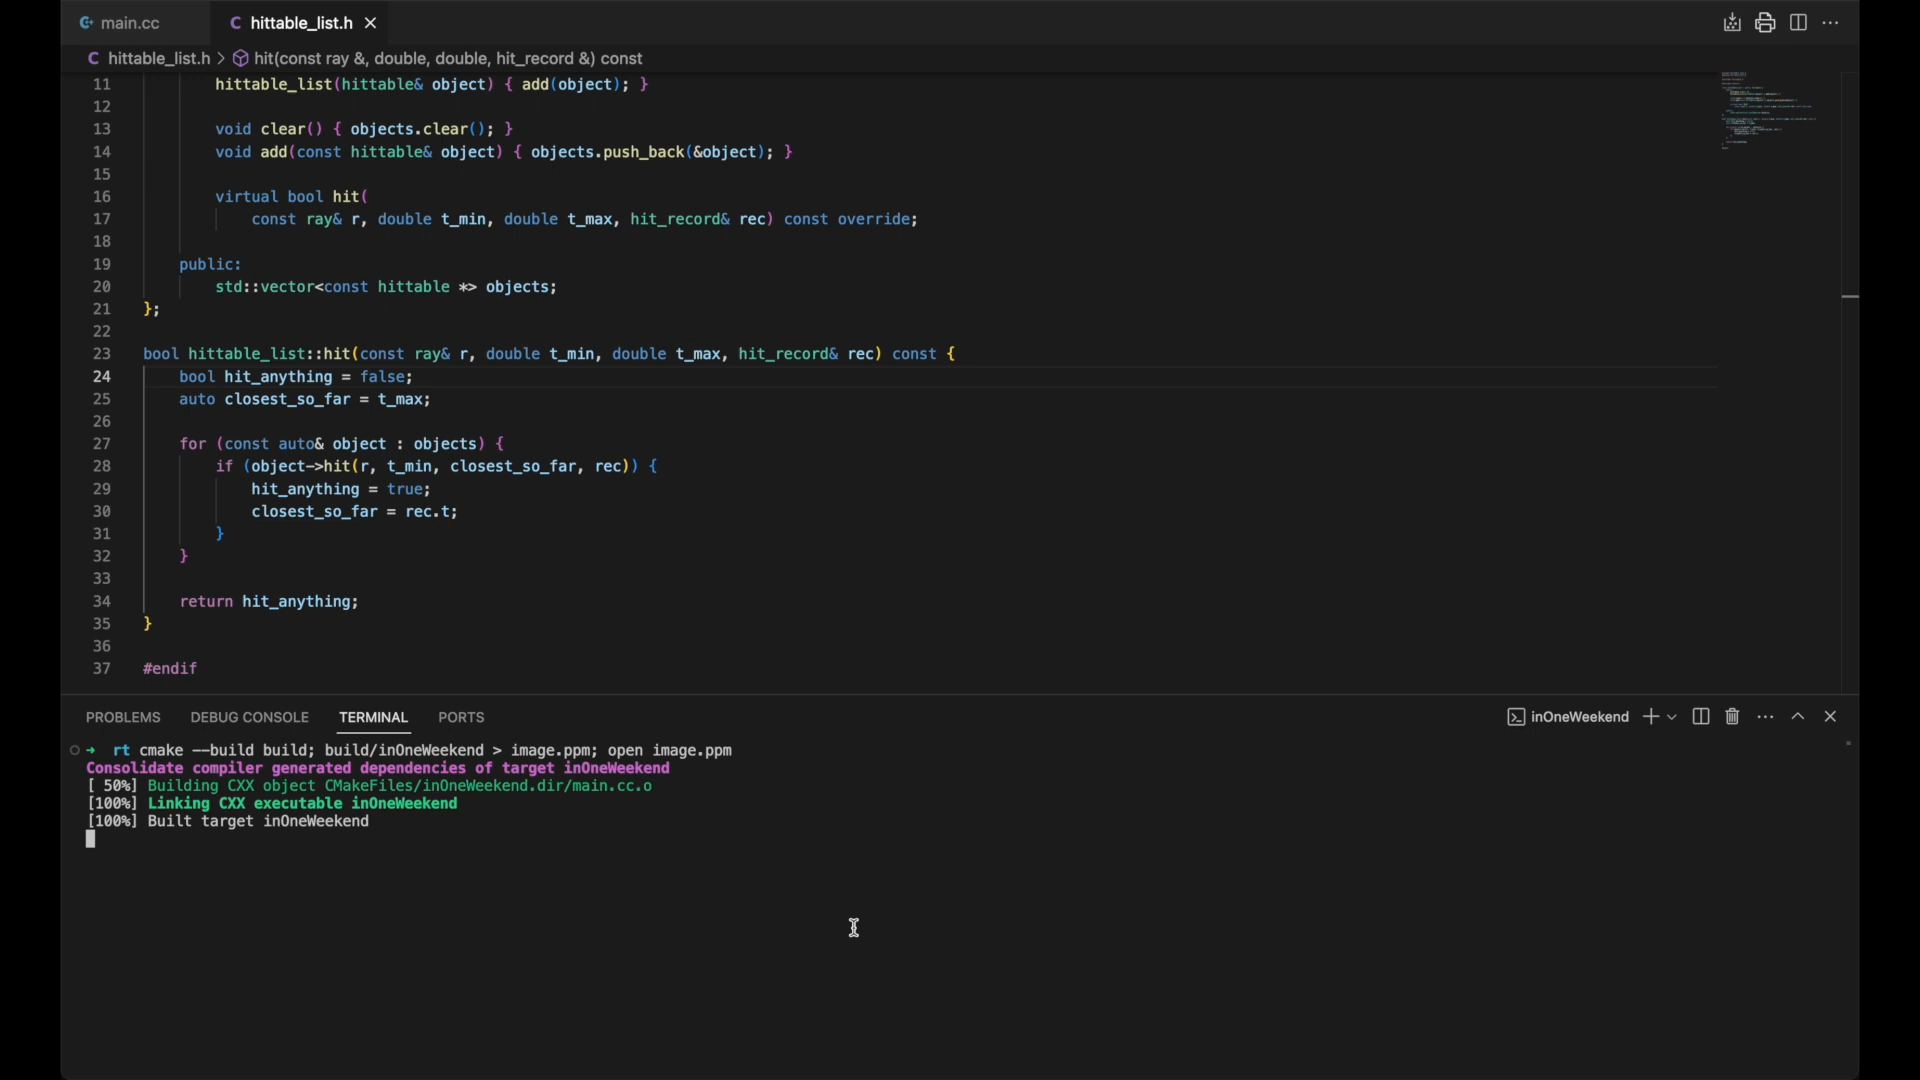 main.cc
hittable_list.h
hittable_list.h > hit(const ray &, double, double, hit_record &) const
11 hittable_list(hittable& object) { add(object); }
12
13 void clear() { objects.clear(); }
14 void add(const hittable& object) { objects.push_back(&object); }
15
16 virtual bool hit(
17 const ray& r, double t_min, double t_max, hit_record& rec) const override;
18
19 public:
20 std::vector<const hittable *> objects;
21 };
22
23 bool hittable_list::hit(const ray& r, double t_min, double t_max, hit_record& rec) const {
24 bool hit_anything = false;
25 auto closest_so_far = t_max;
26
27 for (const auto& object : objects) {
28 if (object->hit(r, t_min, closest_so_far, rec)) {
29 hit_anything = true;
30 closest_so_far = rec.t;
31 }
32 }
33
34 return hit_anything;
35 }
36
37 #endif
PROBLEMS DEBUG CONSOLE TERMINAL PORTS
inOneWeekend
➜ rt cmake --build build; build/inOneWeekend > image.ppm; open image.ppm
Consolidate compiler generated dependencies of target inOneWeekend
[ 50%] Building CXX object CMakeFiles/inOneWeekend.dir/main.cc.o
[100%] Linking CXX executable inOneWeekend
[100%] Built target inOneWeekend